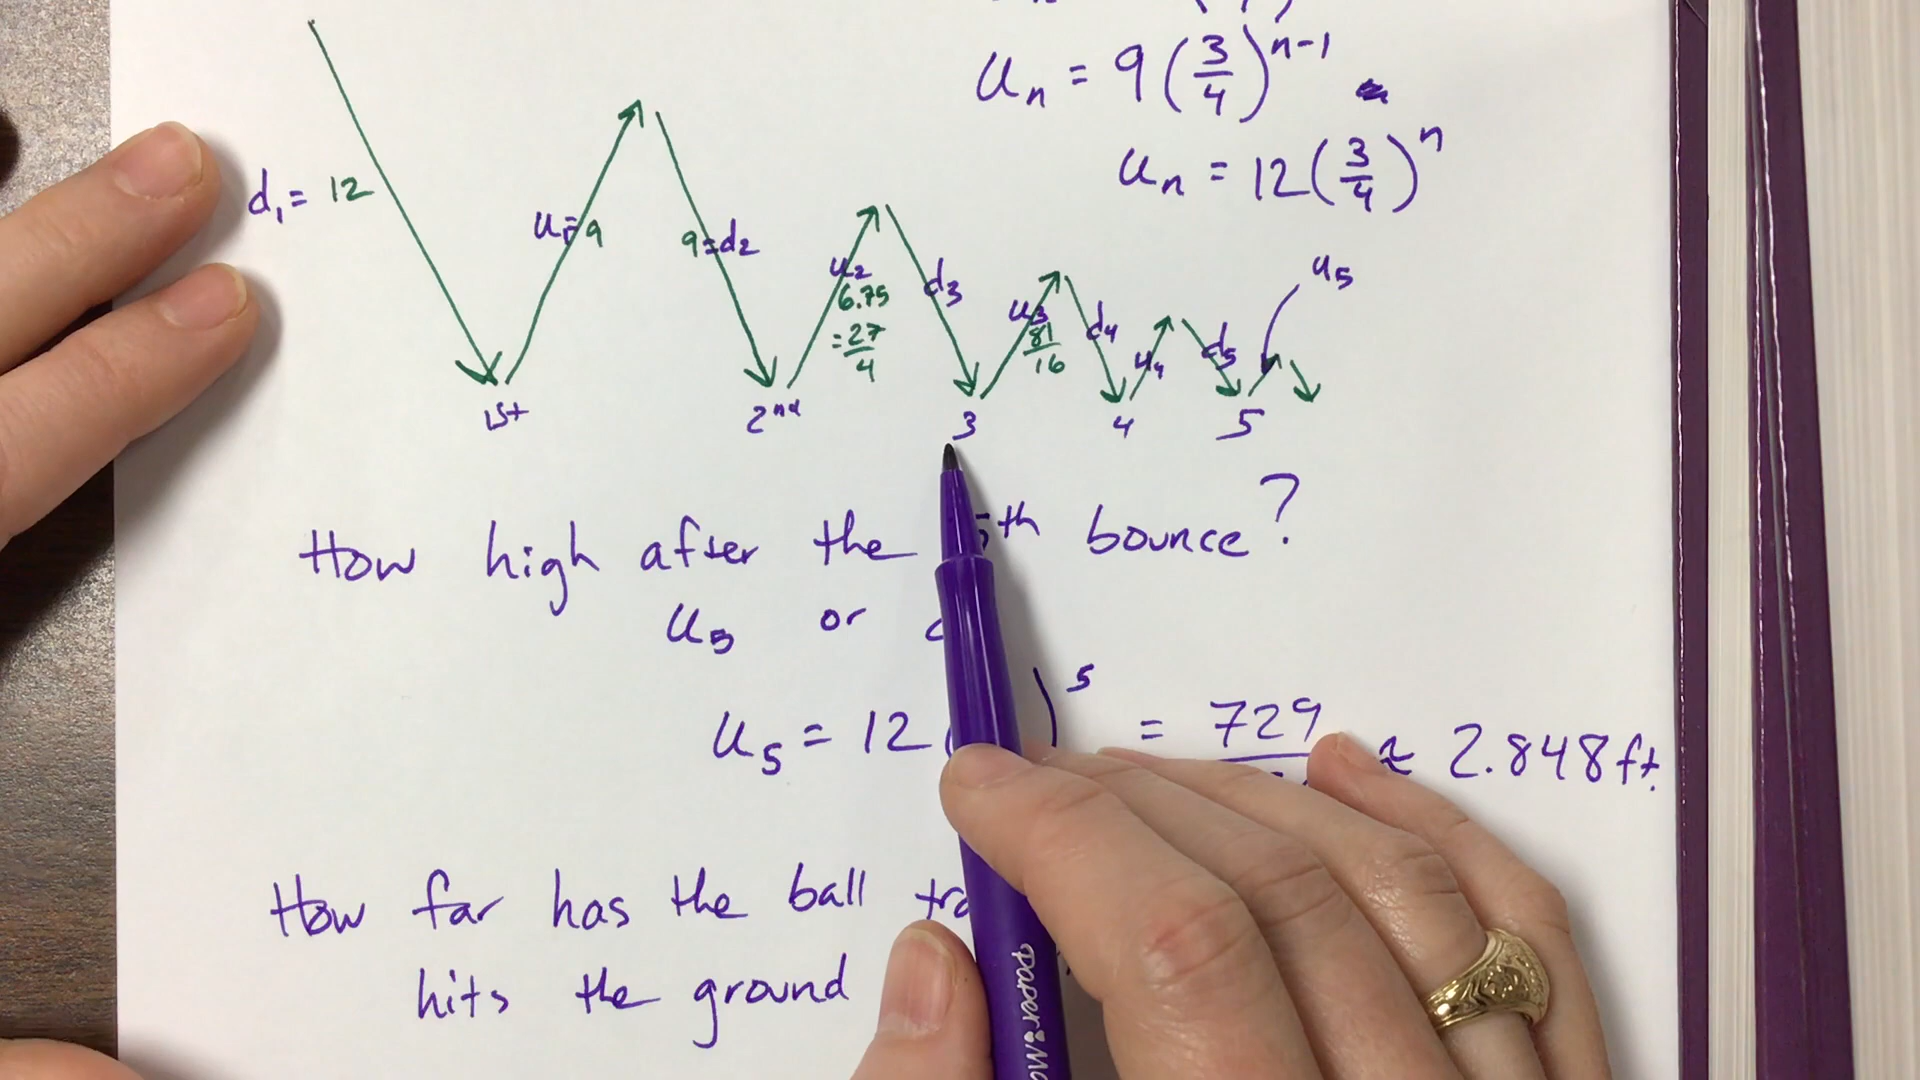 uₙ = 9(3/4)ⁿ⁻¹
uₙ = 12(3/4)ⁿ
d₁ = 12
u₁ = 9
9 = d₂
u₂
6.75
= 27/4
d₃
u₃
81/16
d₄
u₄
d₅
u₅
1st 2nd 3 4 5
How high after the 5th bounce?
u₅ or
u₅ = 12( )⁵ = 729 ≈ 2.848 ft.
How far has the ball
hits the ground
PAPER:M